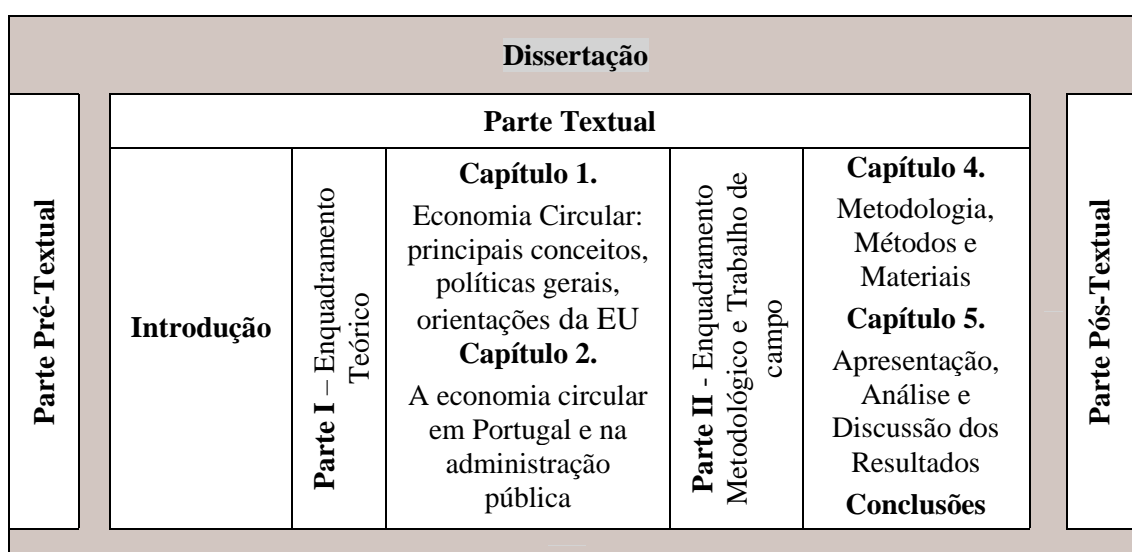 Dissertação
Parte Pré-Textual
Parte Textual
Introdução
Parte I – Enquadramento
Teórico
Capítulo 1.
Economia Circular:
principais conceitos,
políticas gerais,
orientações da EU
Capítulo 2.
A economia circular
em Portugal e na
administração
pública
Parte II - Enquadramento
Metodológico e Trabalho de
campo
Capítulo 4.
Metodologia,
Métodos e
Materiais
Capítulo 5.
Apresentação,
Análise e
Discussão dos
Resultados
Conclusões
Parte Pós-Textual